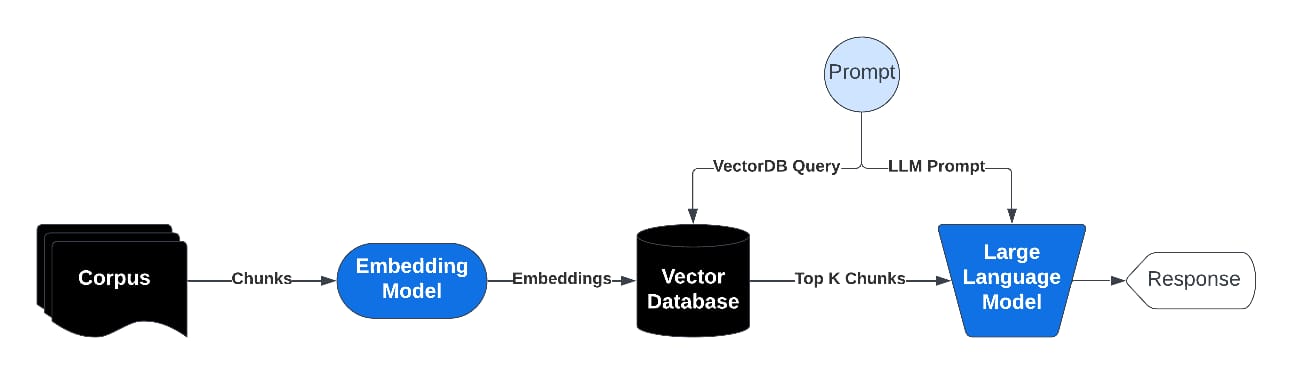 Prompt
VectorDB Query
LLM Prompt
Corpus
Chunks
Embedding
Model
Embeddings
Vector
Database
Top K Chunks
Large
Language
Model
Response